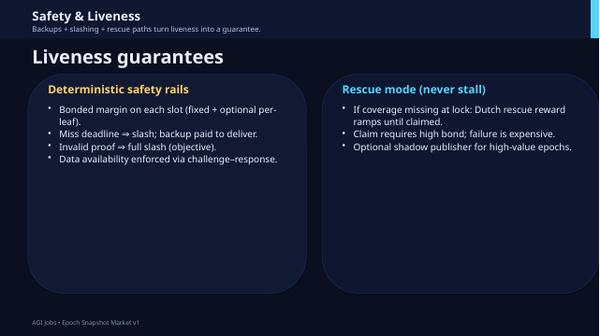 Safety & Liveness
Backups + slashing + rescue paths turn liveness into a guarantee.
Liveness guarantees
Deterministic safety rails
• Bonded margin on each slot (fixed + optional per-
leaf).
• Miss deadline ⇒ slash; backup paid to deliver.
• Invalid proof ⇒ full slash (objective).
• Data availability enforced via challenge–response.
Rescue mode (never stall)
• If coverage missing at lock: Dutch rescue reward
ramps until claimed.
• Claim requires high bond; failure is expensive.
• Optional shadow publisher for high-value epochs.
AGI Jobs • Epoch Snapshot Market v1